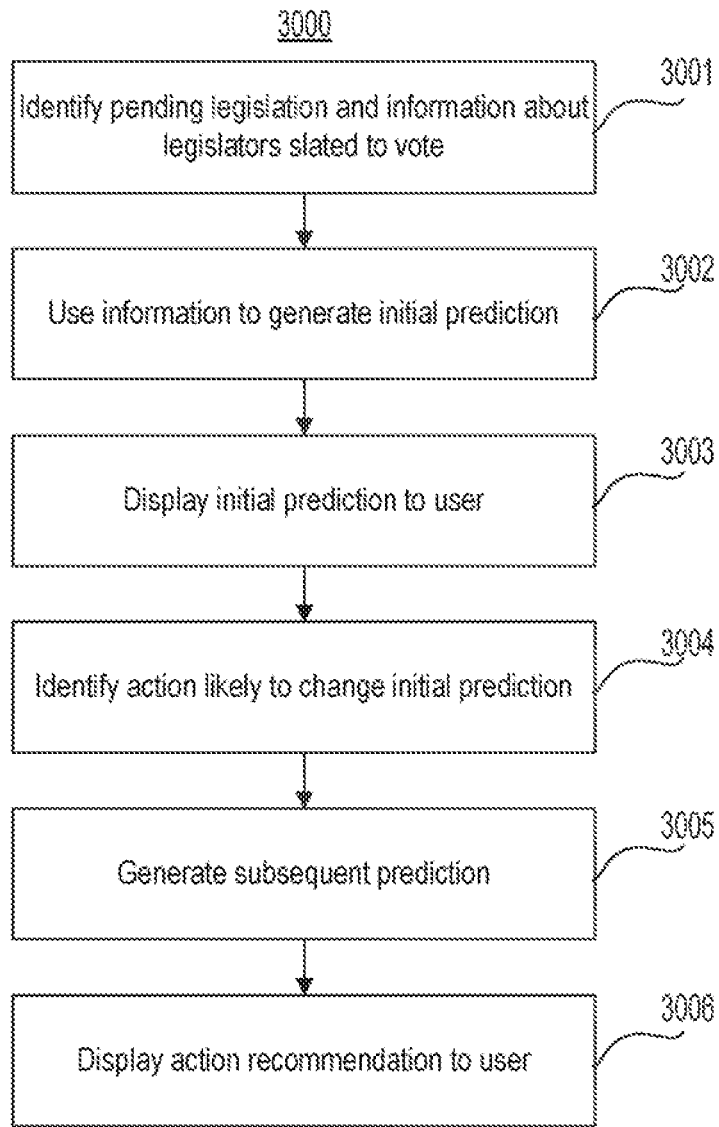 3000
3001
Identify pending legislation and information about
legislators slated to vote
3002
Use information to generate initial prediction
3003
Display initial prediction to user
3004
Identify action likely to change initial prediction
3005
Generate subsequent prediction
3006
Display action recommendation to user